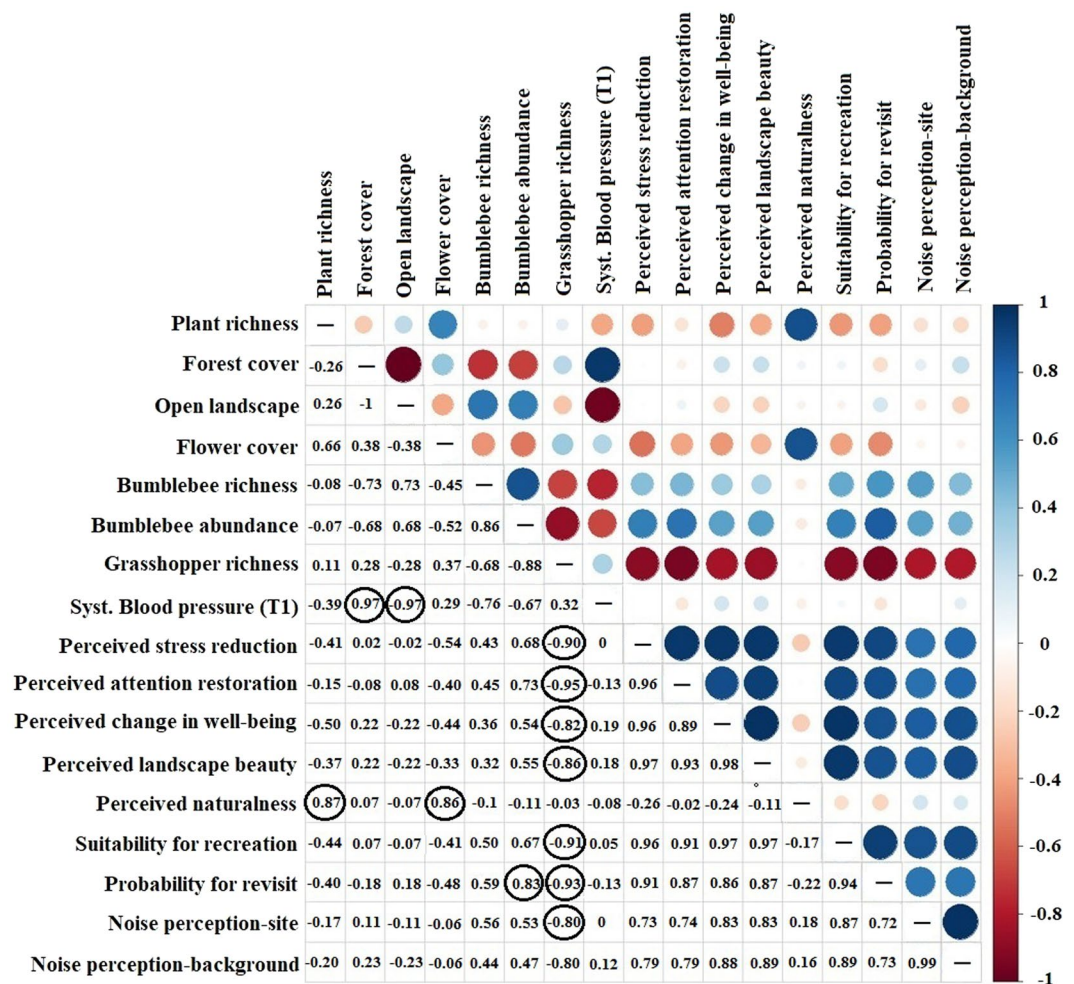 Plant richness
Forest cover
Open landscape
Flower cover
Bumblebee richness
Bumblebee abundance
Grasshopper richness
Syst. Blood pressure (T1)
Perceived stress reduction
Perceived attention restoration
Perceived change in well-being
Perceived landscape beauty
Perceived naturalness
Suitability for recreation
Probability for revisit
Noise perception-site
Noise perception-background
Plant richness —
Forest cover -0.26 —
Open landscape 0.26 -1 —
Flower cover 0.66 0.38 -0.38 —
Bumblebee richness -0.08 -0.73 0.73 -0.45 —
Bumblebee abundance -0.07 -0.68 0.68 -0.52 0.86 —
Grasshopper richness 0.11 0.28 -0.28 0.37 -0.68 -0.88 —
Syst. Blood pressure (T1) -0.39 0.97 -0.97 0.29 -0.76 -0.67 0.32 —
Perceived stress reduction -0.41 0.02 -0.02 -0.54 0.43 0.68 -0.90 0 —
Perceived attention restoration -0.15 -0.08 0.08 -0.40 0.45 0.73 -0.95 -0.13 0.96 —
Perceived change in well-being -0.50 0.22 -0.22 -0.44 0.36 0.54 -0.82 0.19 0.96 0.89 —
Perceived landscape beauty -0.37 0.22 -0.22 -0.33 0.32 0.55 -0.86 0.18 0.97 0.93 0.98 —
Perceived naturalness 0.87 0.07 -0.07 0.86 -0.1 -0.11 -0.03 -0.08 -0.26 -0.02 -0.24 -0.11 —
Suitability for recreation -0.44 0.07 -0.07 -0.41 0.50 0.67 -0.91 0.05 0.96 0.91 0.97 0.97 -0.17 —
Probability for revisit -0.40 -0.18 0.18 -0.48 0.59 0.83 -0.93 -0.13 0.91 0.87 0.86 0.87 -0.22 0.94 —
Noise perception-site -0.17 0.11 -0.11 -0.06 0.56 0.53 -0.80 0 0.73 0.74 0.83 0.83 0.18 0.87 0.72 —
Noise perception-background -0.20 0.23 -0.23 -0.06 0.44 0.47 -0.80 0.12 0.79 0.79 0.88 0.89 0.16 0.89 0.73 0.99 —
1
0.8
0.6
0.4
0.2
0
-0.2
-0.4
-0.6
-0.8
-1